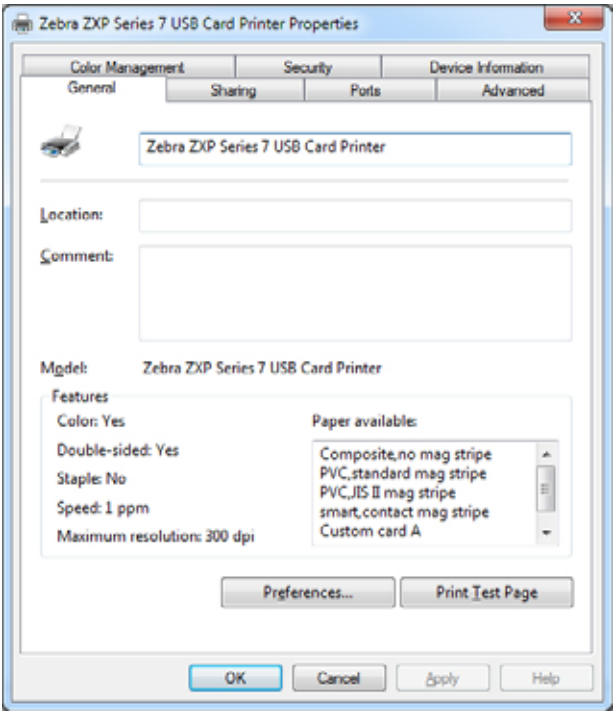 Zebra ZXP Series 7 USB Card Printer Properties
Color Management Security Device Information
General Sharing Ports Advanced
Zebra ZXP Series 7 USB Card Printer
Location:
Comment:
Model: Zebra ZXP Series 7 USB Card Printer
Features
Color: Yes
Double-sided: Yes
Staple: No
Speed: 1 ppm
Maximum resolution: 300 dpi
Paper available:
Composite,no mag stripe
PVC,standard mag stripe
PVC,JIS II mag stripe
smart,contact mag stripe
Custom card A
Preferences... Print Test Page
OK Cancel Apply Help